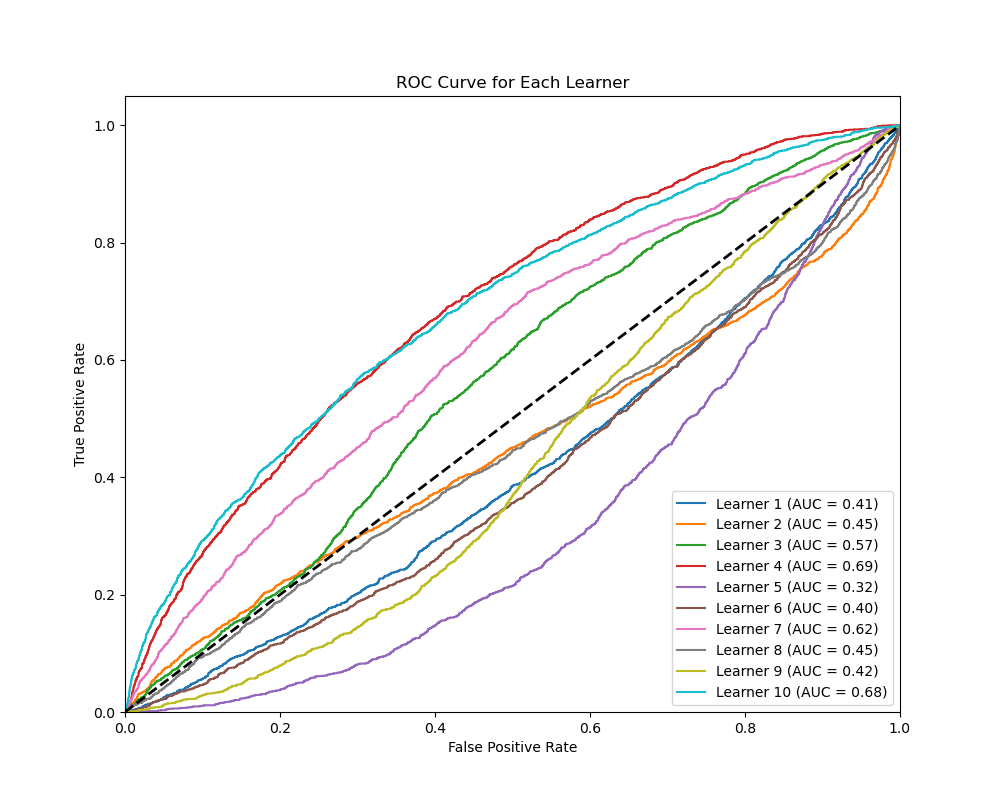 ROC Curve for Each Learner
True Positive Rate
1.0
0.8
0.6
0.4
0.2
0.0
0.0 0.2 0.4 0.6 0.8 1.0
False Positive Rate
Learner 1 (AUC = 0.41)
Learner 2 (AUC = 0.45)
Learner 3 (AUC = 0.57)
Learner 4 (AUC = 0.69)
Learner 5 (AUC = 0.32)
Learner 6 (AUC = 0.40)
Learner 7 (AUC = 0.62)
Learner 8 (AUC = 0.45)
Learner 9 (AUC = 0.42)
Learner 10 (AUC = 0.68)